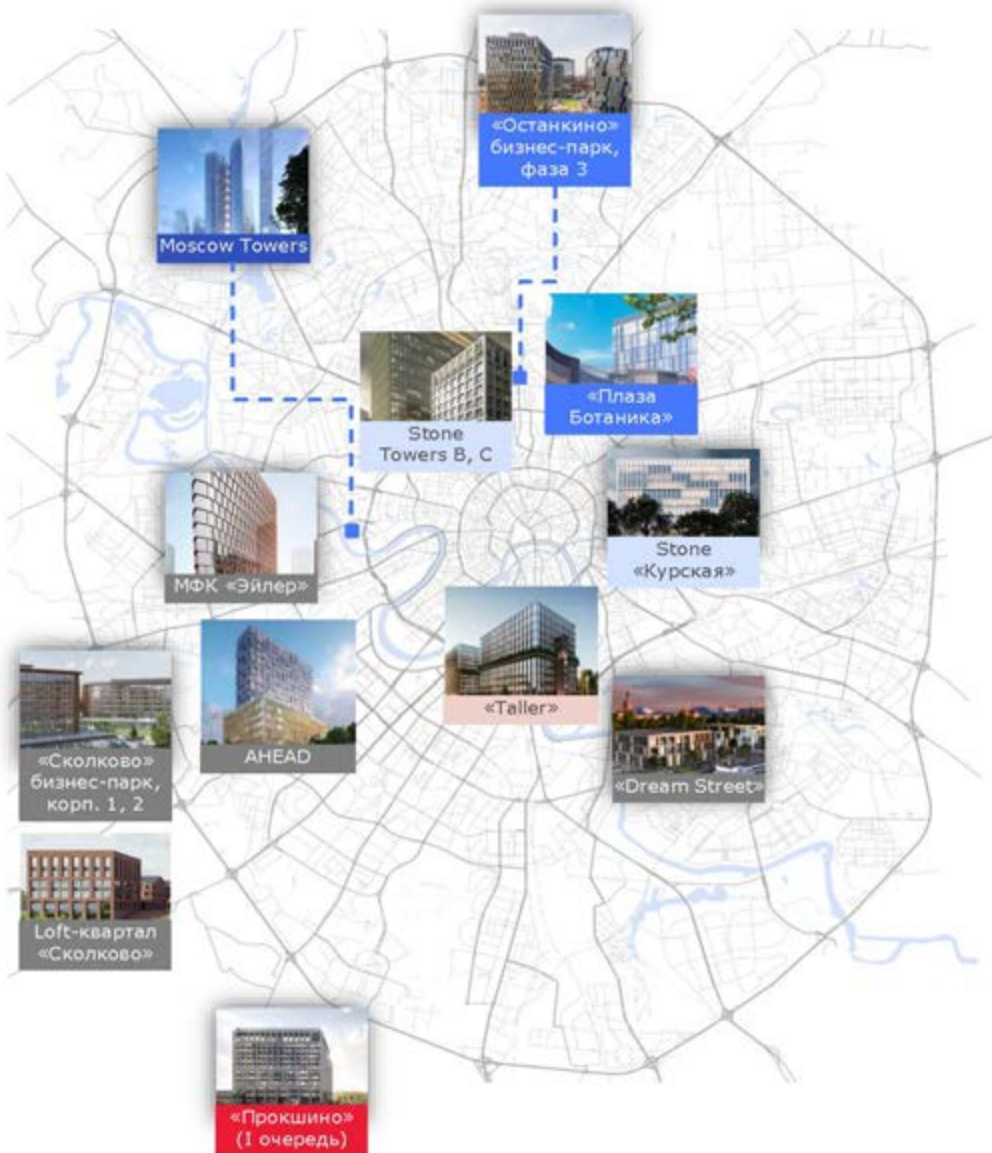 «Останкино»
бизнес-парк,
фаза 3
Moscow Towers
«Плаза
Ботаника»
Stone
Towers B, C
Stone
«Курская»
МФК «Эйлер»
«Taller»
AHEAD
«Сколково»
бизнес-парк,
корп. 1, 2
«Dream Street»
Loft-квартал
«Сколково»
«Прокшино»
(I очередь)